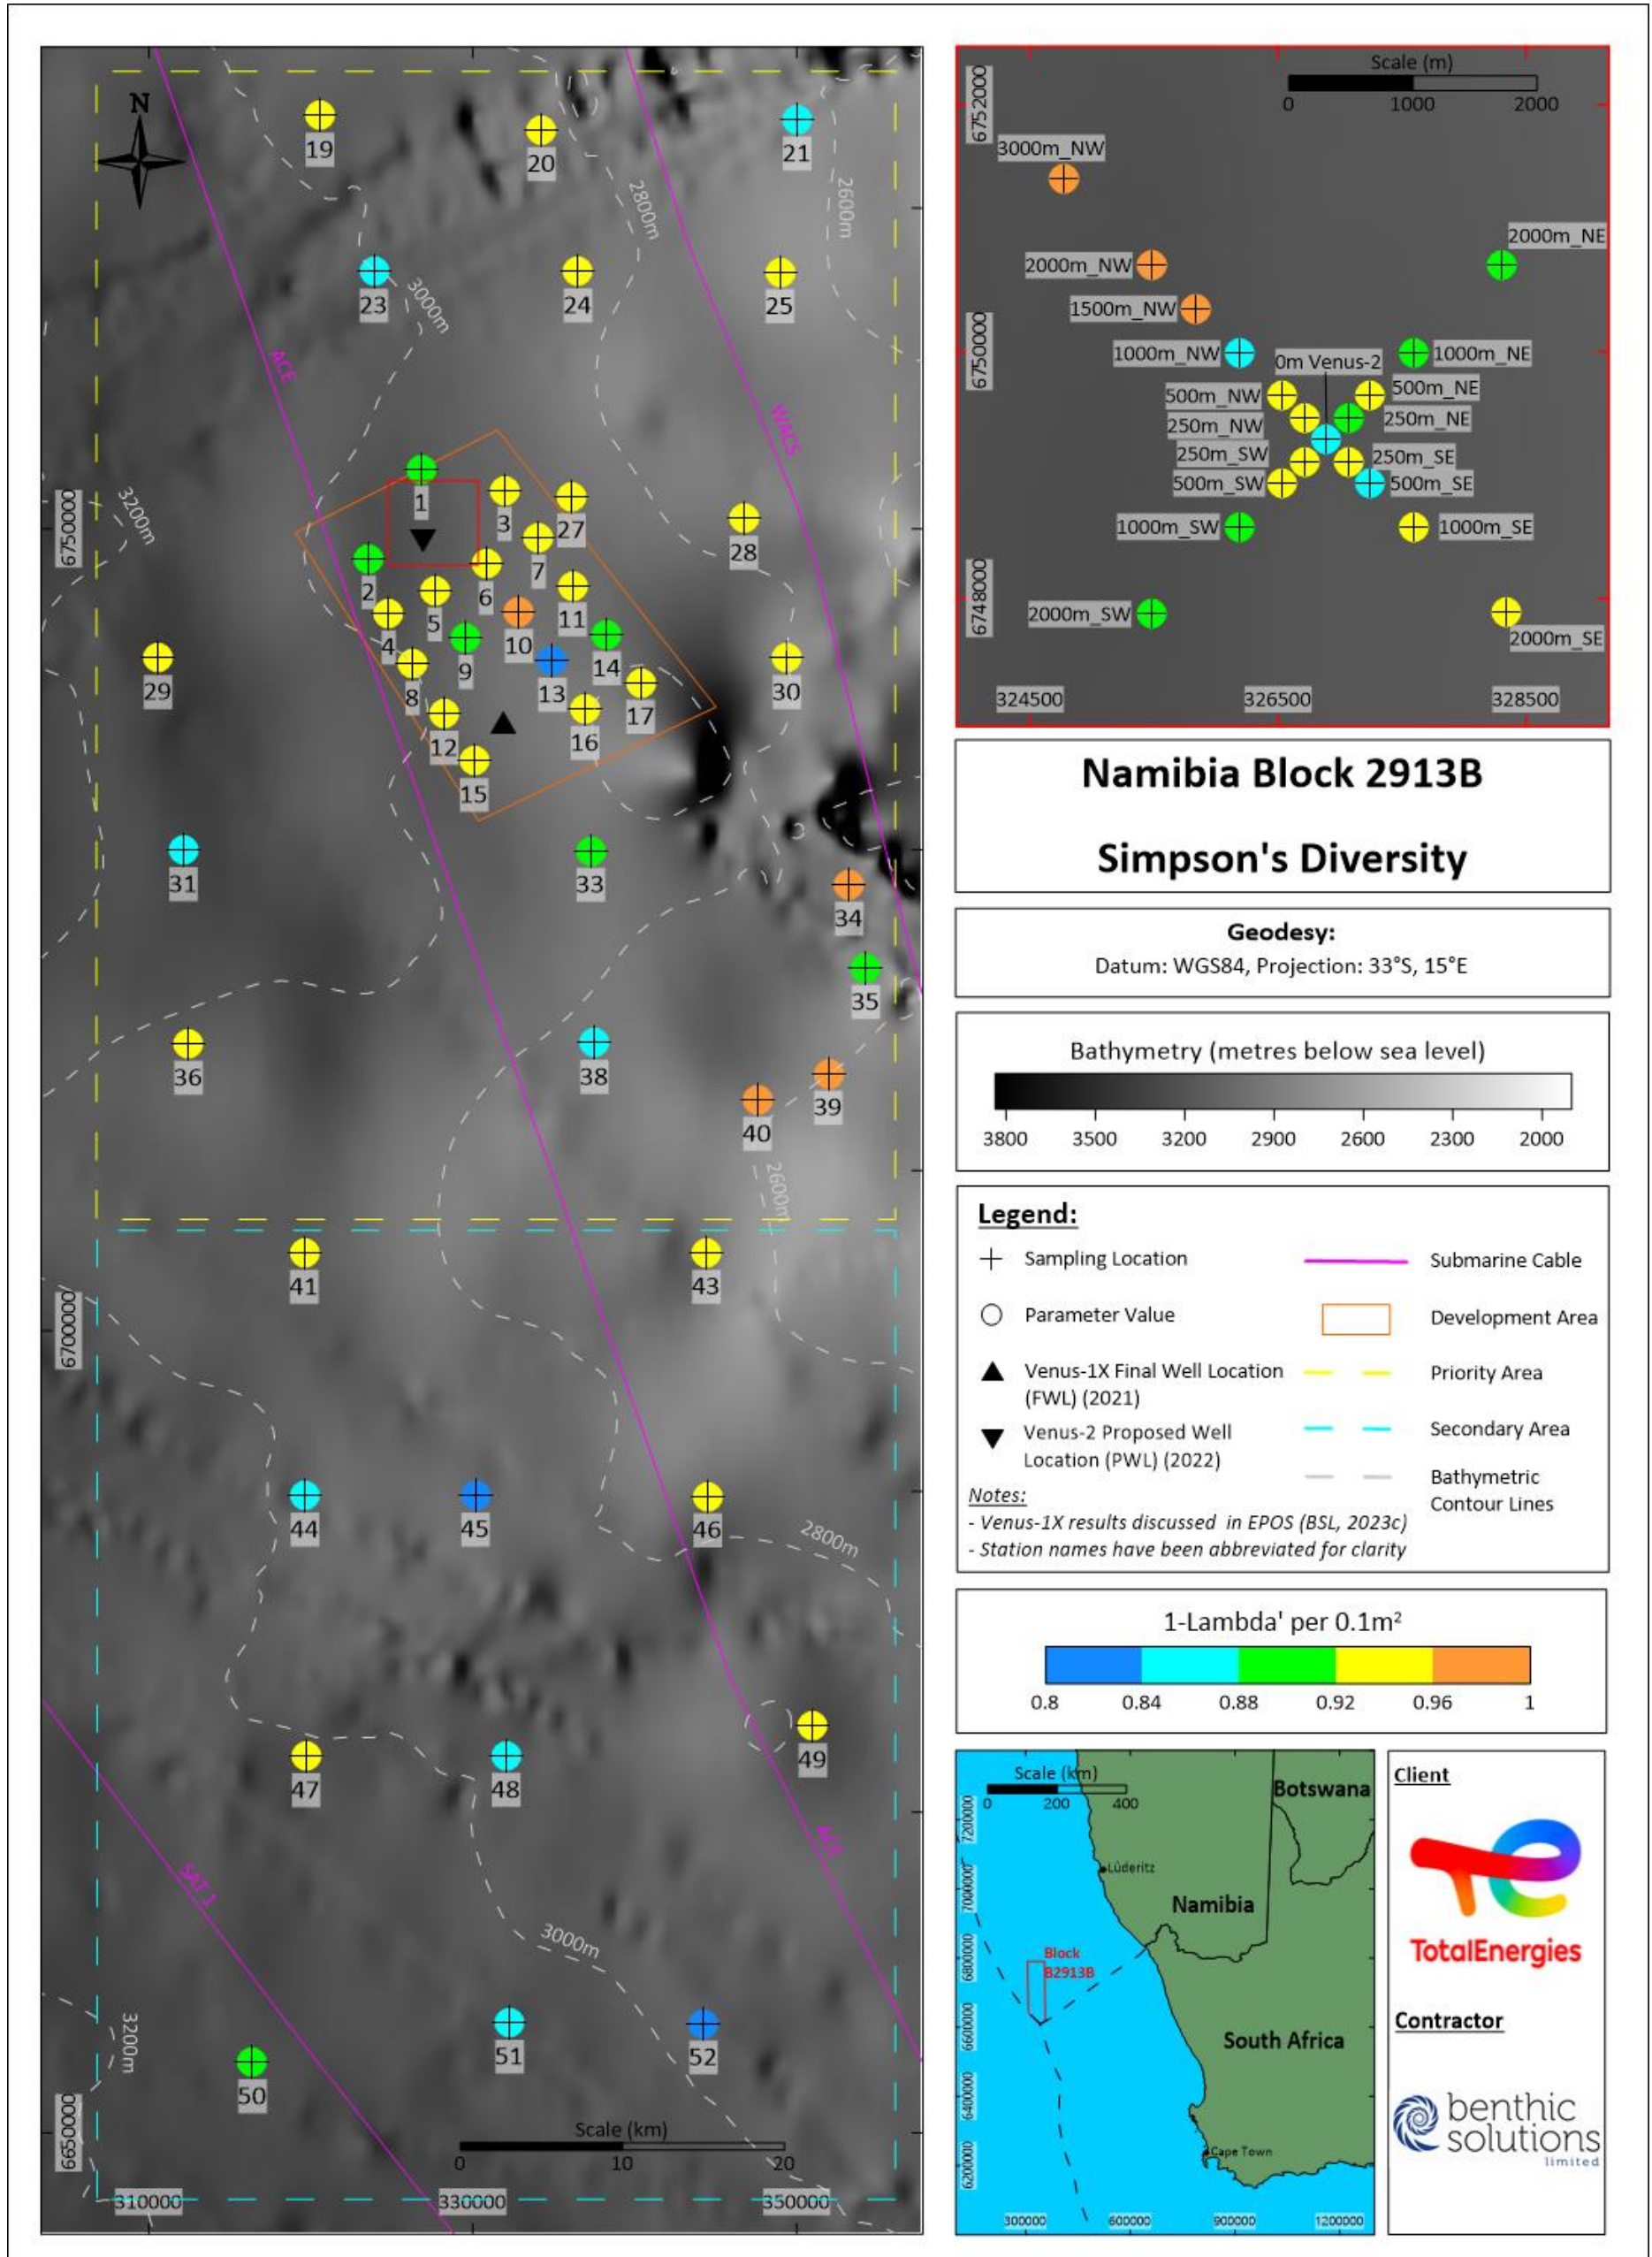 N
19
20
21
2800m
2600m
23
24
25
3000m
ACE
WACS
1
3
27
28
3200m
6750000
2
5
6
7
11
4
9
10
14
29
8
13
17
30
12
16
15
31
33
34
35
36
38
39
40
2600m
41
43
6700000
44
45
46
2800m
47
48
49
ACE
SAT 1
3000m
3200m
51
52
50
6650000
Scale (km)
0 10 20
310000 330000 350000
6752000
Scale (m)
0 1000 2000
3000m_NW
2000m_NE
2000m_NW
1500m_NW
6750000
1000m_NW
1000m_NE
0m Venus-2
500m_NW
500m_NE
250m_NW
250m_NE
250m_SW
250m_SE
500m_SW
500m_SE
1000m_SW
1000m_SE
6748000
2000m_SW
2000m_SE
324500 326500 328500
Namibia Block 2913B
Simpson's Diversity
Geodesy:
Datum: WGS84, Projection: 33°S, 15°E
Bathymetry (metres below sea level)
3800 3500 3200 2900 2600 2300 2000
Legend:
Sampling Location
Submarine Cable
Parameter Value
Development Area
Venus-1X Final Well Location
(FWL) (2021)
Priority Area
Venus-2 Proposed Well
Location (PWL) (2022)
Secondary Area
Bathymetric
Contour Lines
Notes:
- Venus-1X results discussed in EPOS (BSL, 2023c)
- Station names have been abbreviated for clarity
1-Lambda' per 0.1m²
0.8 0.84 0.88 0.92 0.96 1
Scale (km)
0 200 400
Botswana
7200000
Lüderitz
7000000
Namibia
6800000
Block
B2913B
6600000
South Africa
6400000
6200000
Cape Town
300000 600000 900000 1200000
Client
TotalEnergies
Contractor
benthic
solutions
limited